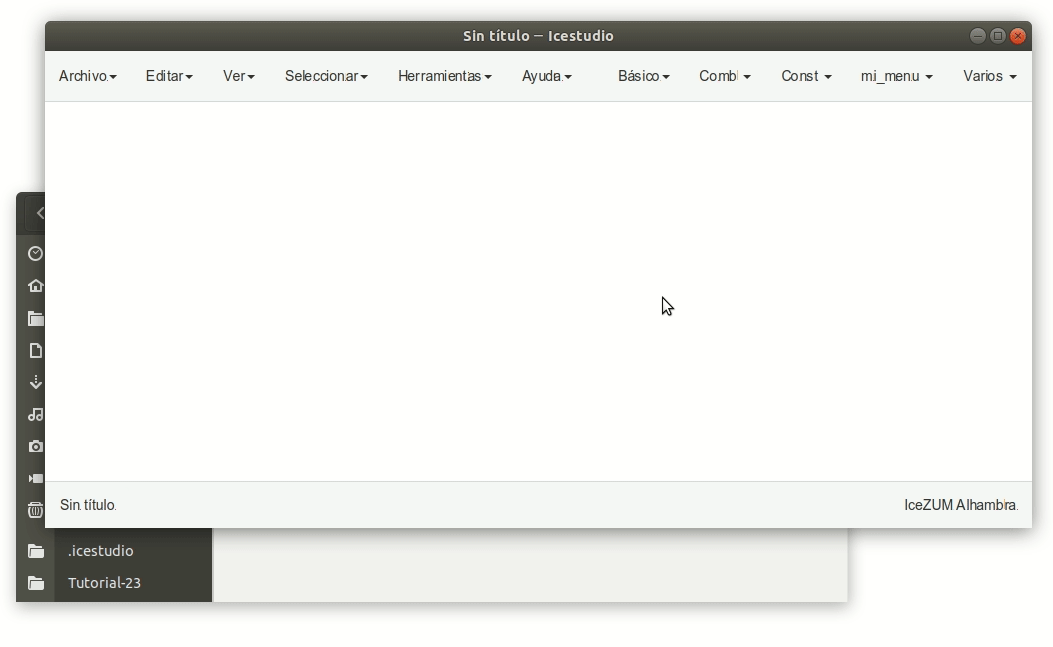 Sin título – Icestudio
Archivo Editar Ver Seleccionar Herramientas Ayuda Básico Combi Const mi_menu Varios
Sin título
IceZUM Alhambra
.icestudio
Tutorial-23